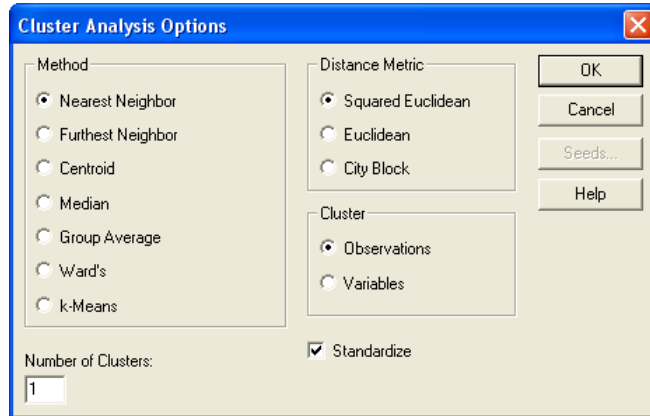 Cluster Analysis Options
Method
Nearest Neighbor
Furthest Neighbor
Centroid
Median
Group Average
Ward's
k-Means
Number of Clusters:
1
Distance Metric
Squared Euclidean
Euclidean
City Block
Cluster
Observations
Variables
Standardize
OK
Cancel
Seeds...
Help